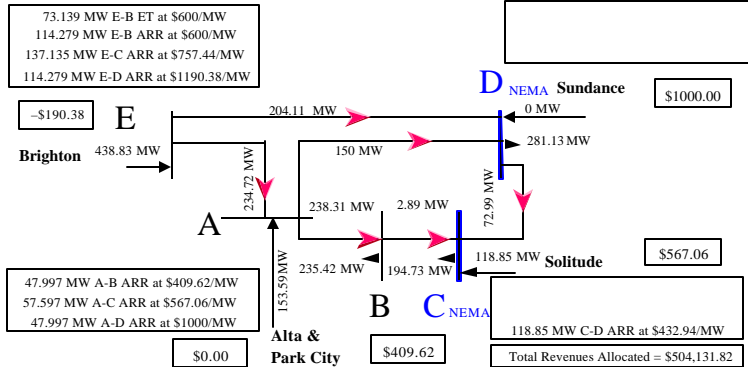 73.139 MW E-B ET at $600/MW
114.279 MW E-B ARR at $600/MW
137.135 MW E-C ARR at $757.44/MW
114.279 MW E-D ARR at $1190.38/MW
D NEMA Sundance
$1000.00
–$190.38
E
204.11 MW
0 MW
Brighton
438.83 MW
150 MW
281.13 MW
234.72 MW
72.99 MW
A
238.31 MW
2.89 MW
153.59 MW
235.42 MW
194.73 MW
118.85 MW
Solitude
$567.06
B
C NEMA
47.997 MW A-B ARR at $409.62/MW
57.597 MW A-C ARR at $567.06/MW
47.997 MW A-D ARR at $1000/MW
118.85 MW C-D ARR at $432.94/MW
$0.00
Alta &
Park City
$409.62
Total Revenues Allocated = $504,131.82